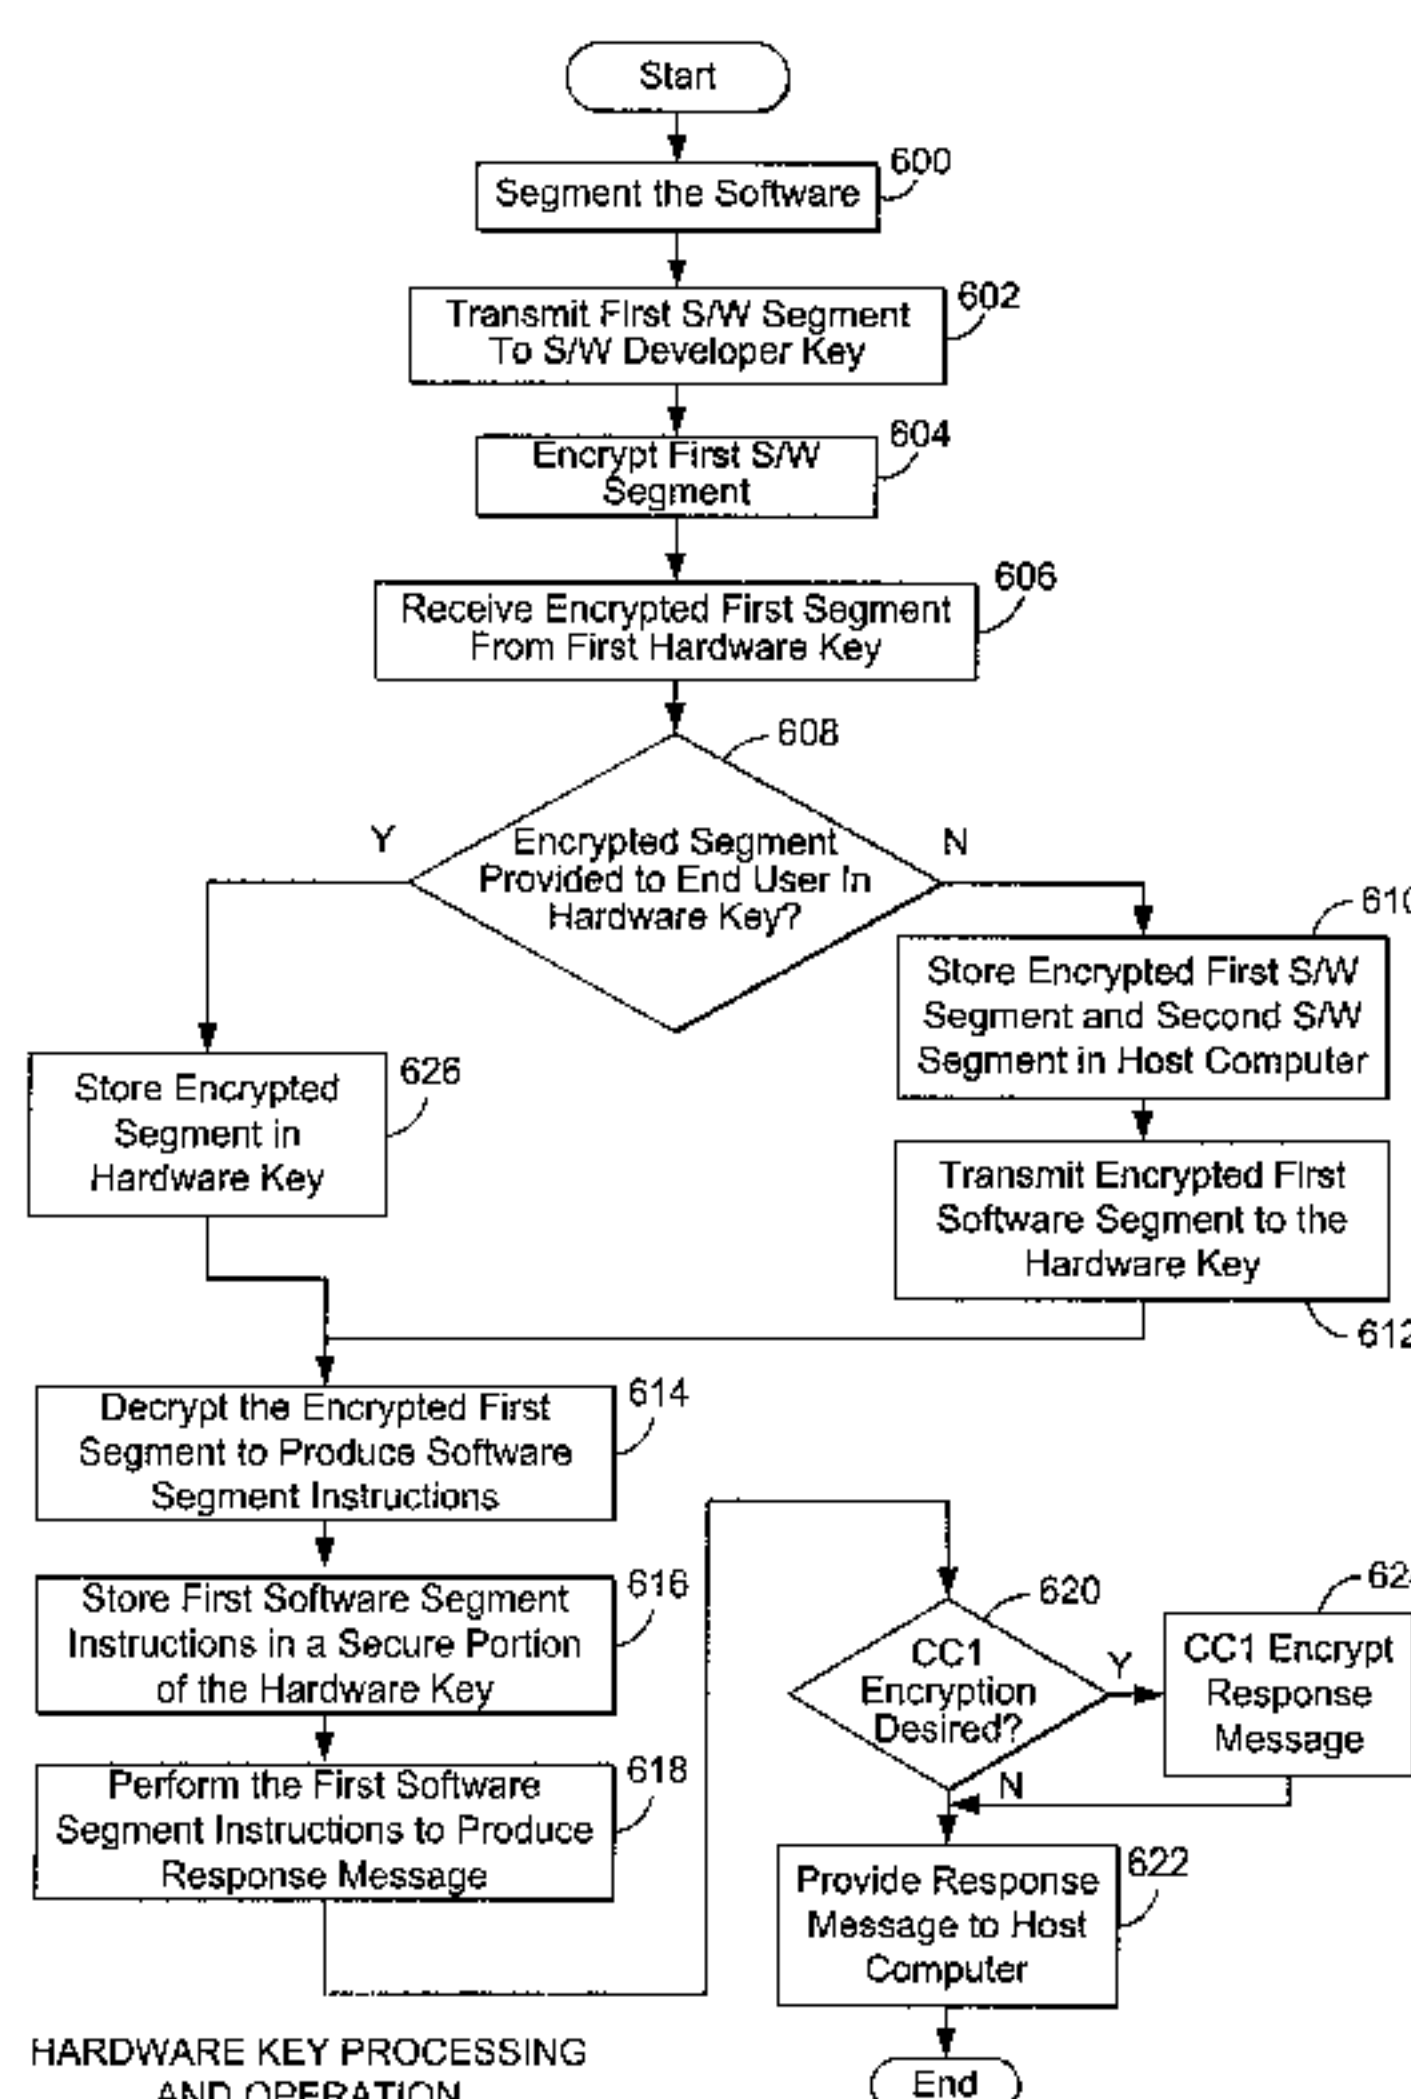 Start
600
Segment the Software
602
Transmit First S/W Segment
To S/W Developer Key
604
Encrypt First S/W
Segment
606
Receive Encrypted First Segment
From First Hardware Key
608
Y
N
Encrypted Segment
Provided to End User In
Hardware Key?
610
Store Encrypted First S/W
Segment and Second S/W
Segment in Host Computer
626
Store Encrypted
Segment in
Hardware Key
Transmit Encrypted First
Software Segment to the
Hardware Key
612
614
Decrypt the Encrypted First
Segment to Produce Software
Segment Instructions
616
Store First Software Segment
Instructions in a Secure Portion
of the Hardware Key
618
Perform the First Software
Segment Instructions to Produce
Response Message
620
CC1
Encryption
Desired?
Y
N
CC1 Encrypt
Response
Message
622
Provide Response
Message to Host
Computer
End
HARDWARE KEY PROCESSING
AND OPERATION